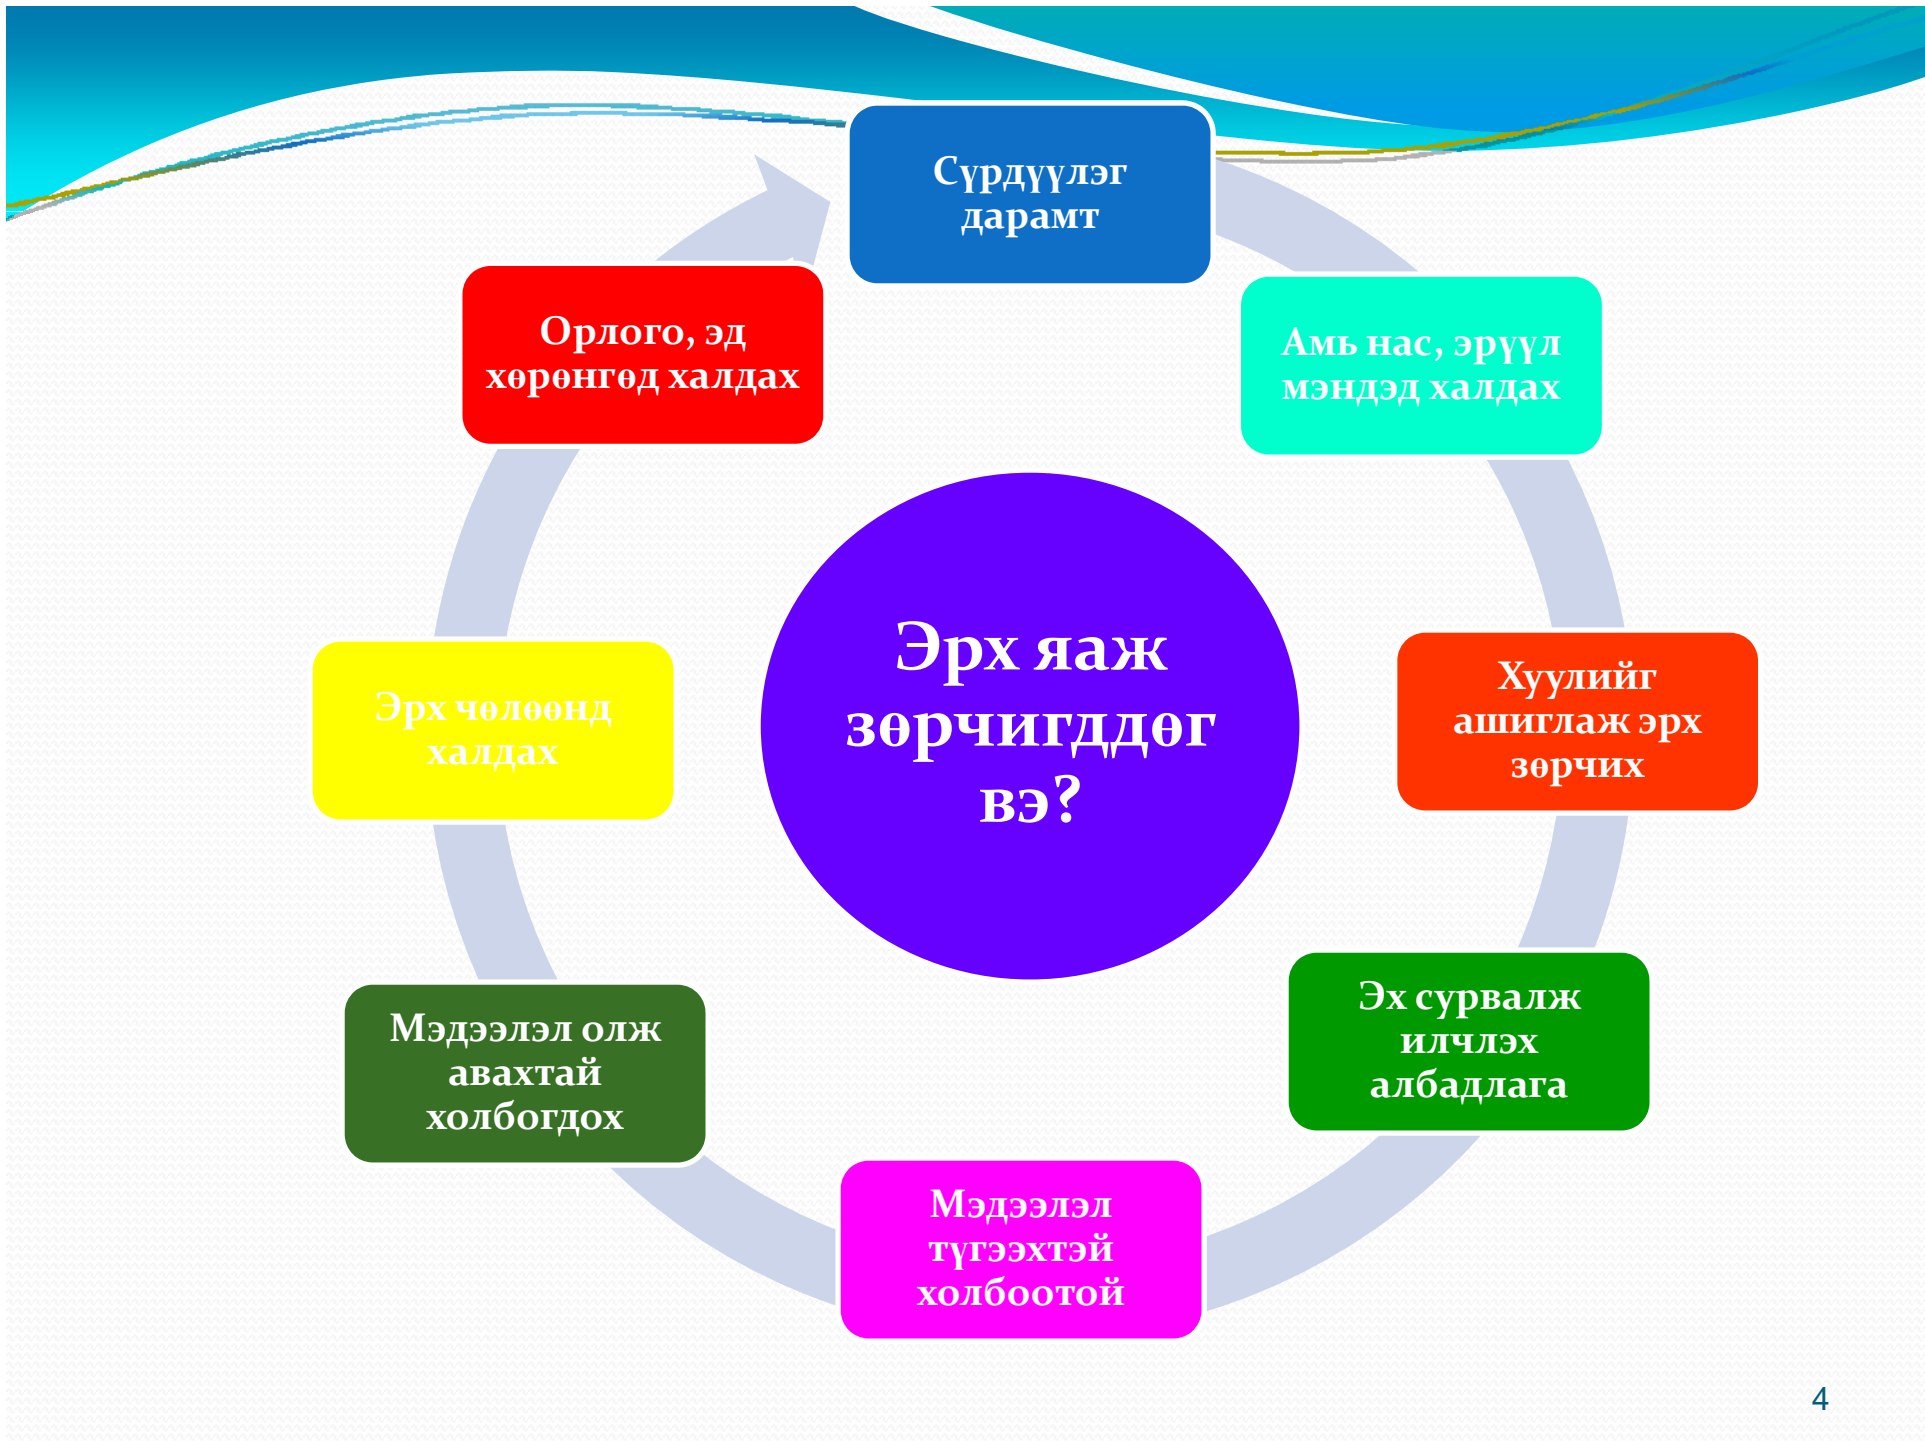 Сүрдүүлэг
дарамт
Амь нас, эрүүл
мэндэд халдах
Хуулийг
ашиглаж эрх
зөрчих
Эх сурвалж
илчлэх
албадлага
Мэдээлэл
түгээхтэй
холбоотой
Мэдээлэл олж
авахтай
холбогдох
Эрх чөлөөнд
халдах
Орлого, эд
хөрөнгөд халдах
Эрх яаж
зөрчигддөг
вэ?
4